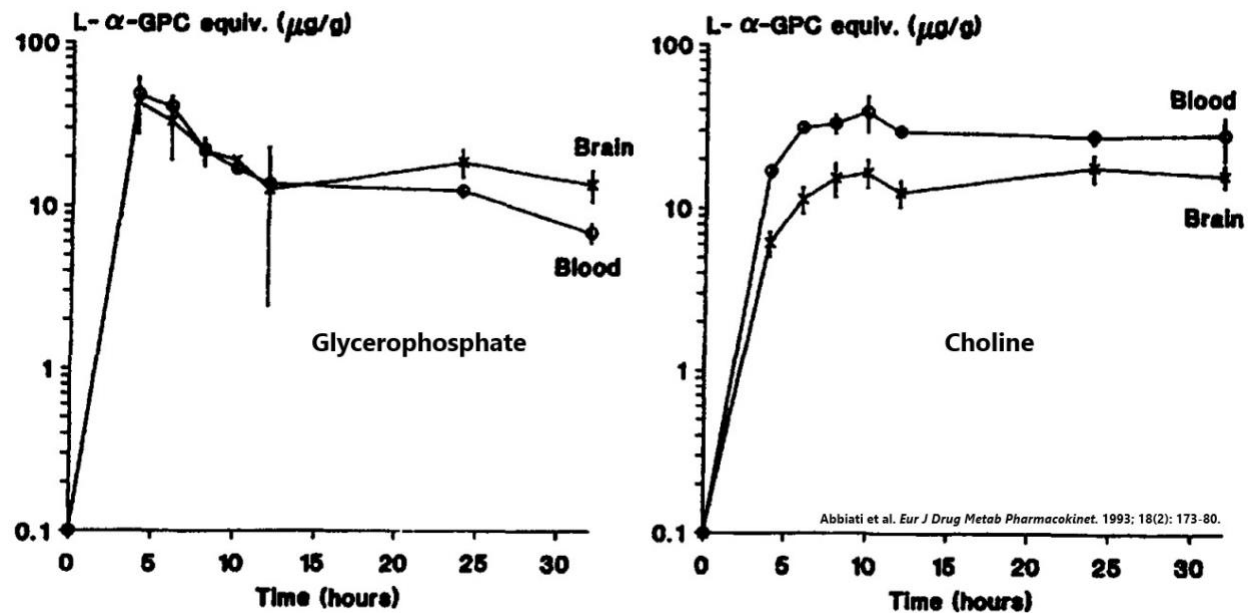 L- α-GPC equiv. (μg/g)
100
10
1
0.1
Brain
Blood
Glycerophosphate
0 5 10 15 20 25 30
Time (hours)
L- α-GPC equiv. (μg/g)
100
10
1
0.1
Blood
Brain
Choline
Abbiati et al. Eur J Drug Metab Pharmacokinet. 1993; 18(2): 173-80.
0 5 10 15 20 25 30
Time (hours)